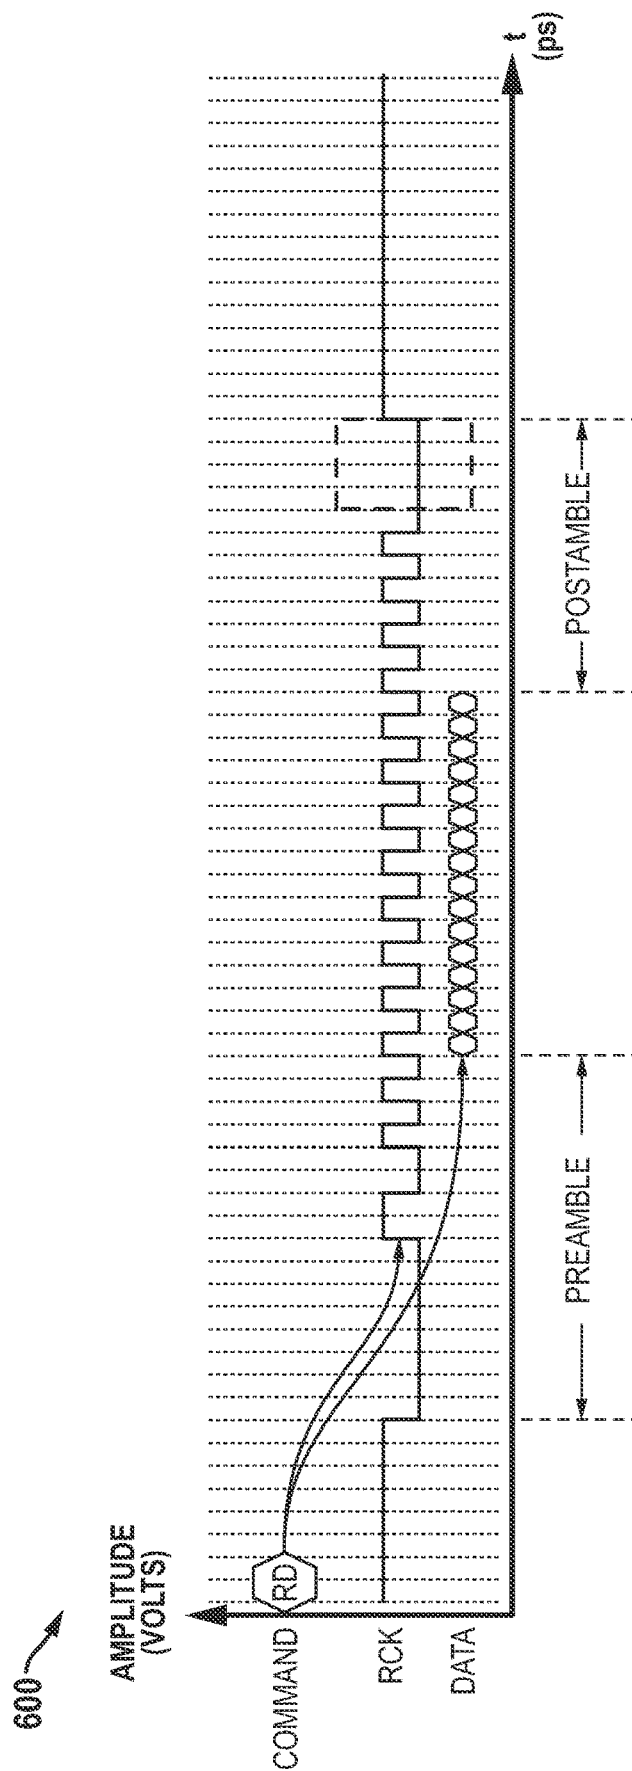 600
AMPLITUDE
(VOLTS)
COMMAND
RD
RCK
DATA
PREAMBLE
POSTAMBLE
t
(ps)